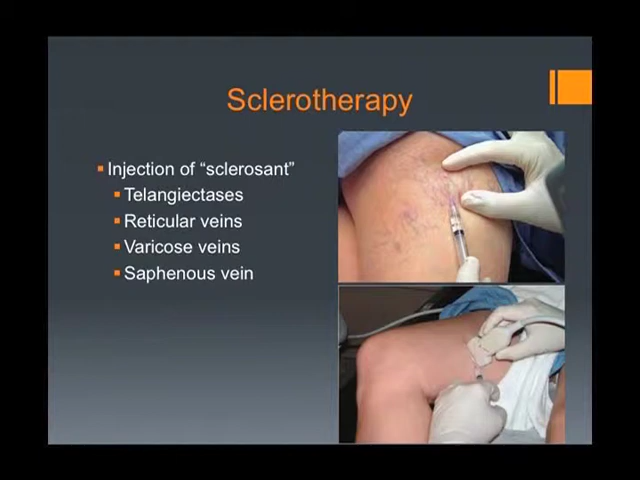 Sclerotherapy
Injection of “sclerosant”
Telangiectases
Reticular veins
Varicose veins
Saphenous vein